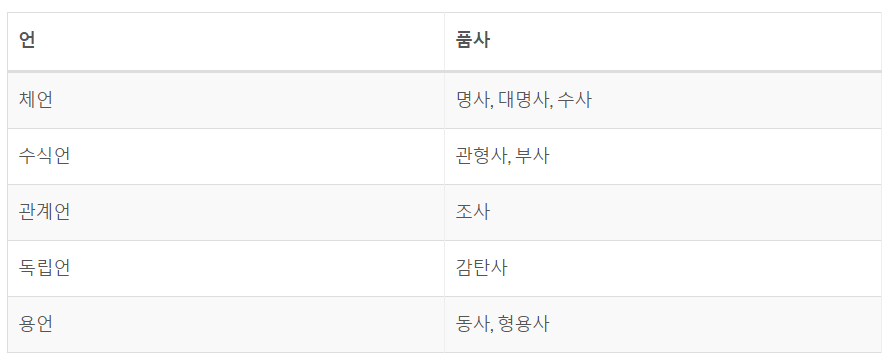 언 품사
체언 명사, 대명사, 수사
수식언 관형사, 부사
관계언 조사
독립언 감탄사
용언 동사, 형용사